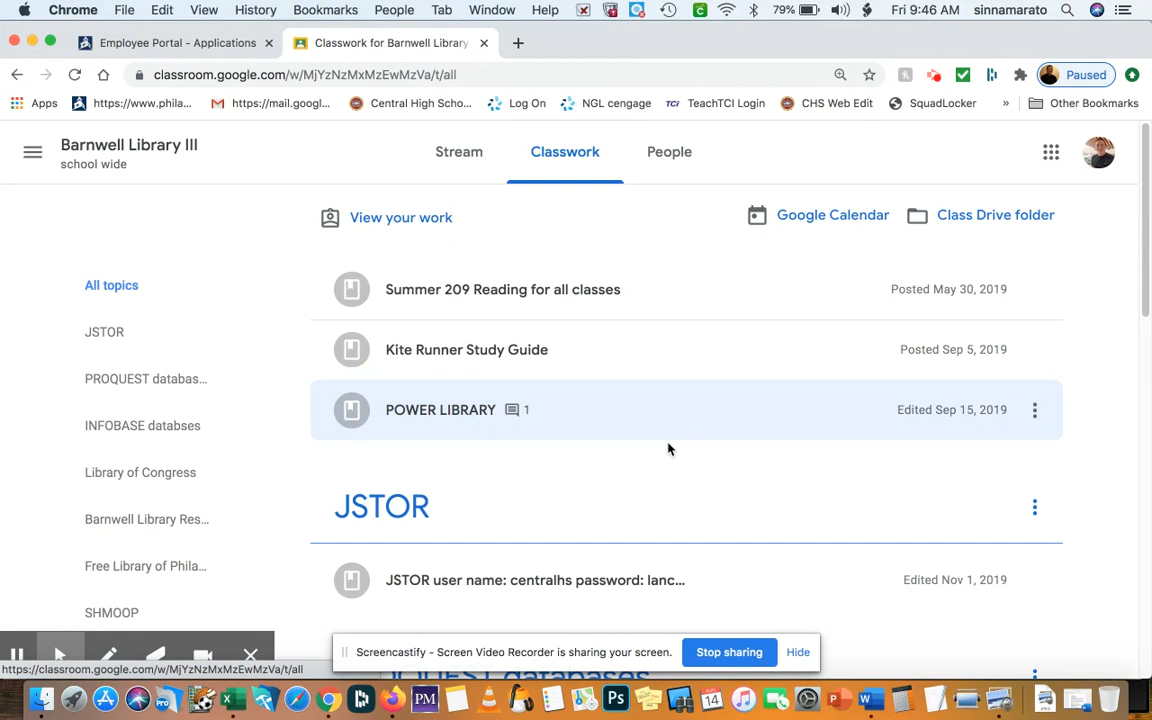 Chrome File Edit View History Bookmarks People Tab Window Help 79% Fri 9:46 AM sinnamarato
Employee Portal - Applications Classwork for Barnwell Library
classroom.google.com/w/MjYzNzMxMzEwMzVa/t/all Paused
Apps https://www.phila... https://mail.googl... Central High Scho... Log On NGL cengage TCI TeachTCI Login CHS Web Edit SquadLocker » Other Bookmarks
Barnwell Library III
school wide
Stream Classwork People
View your work Google Calendar Class Drive folder
All topics
JSTOR
PROQUEST databas...
INFOBASE databses
Library of Congress
Barnwell Library Res...
Free Library of Phila...
SHMOOP
Summer 209 Reading for all classes Posted May 30, 2019
Kite Runner Study Guide Posted Sep 5, 2019
POWER LIBRARY 1 Edited Sep 15, 2019
JSTOR
JSTOR user name: centralhs password: lanc... Edited Nov 1, 2019
Screencastify - Screen Video Recorder is sharing your screen. Stop sharing Hide
https://classroom.google.com/w/MjYzNzMxMzEwMzVa/t/all